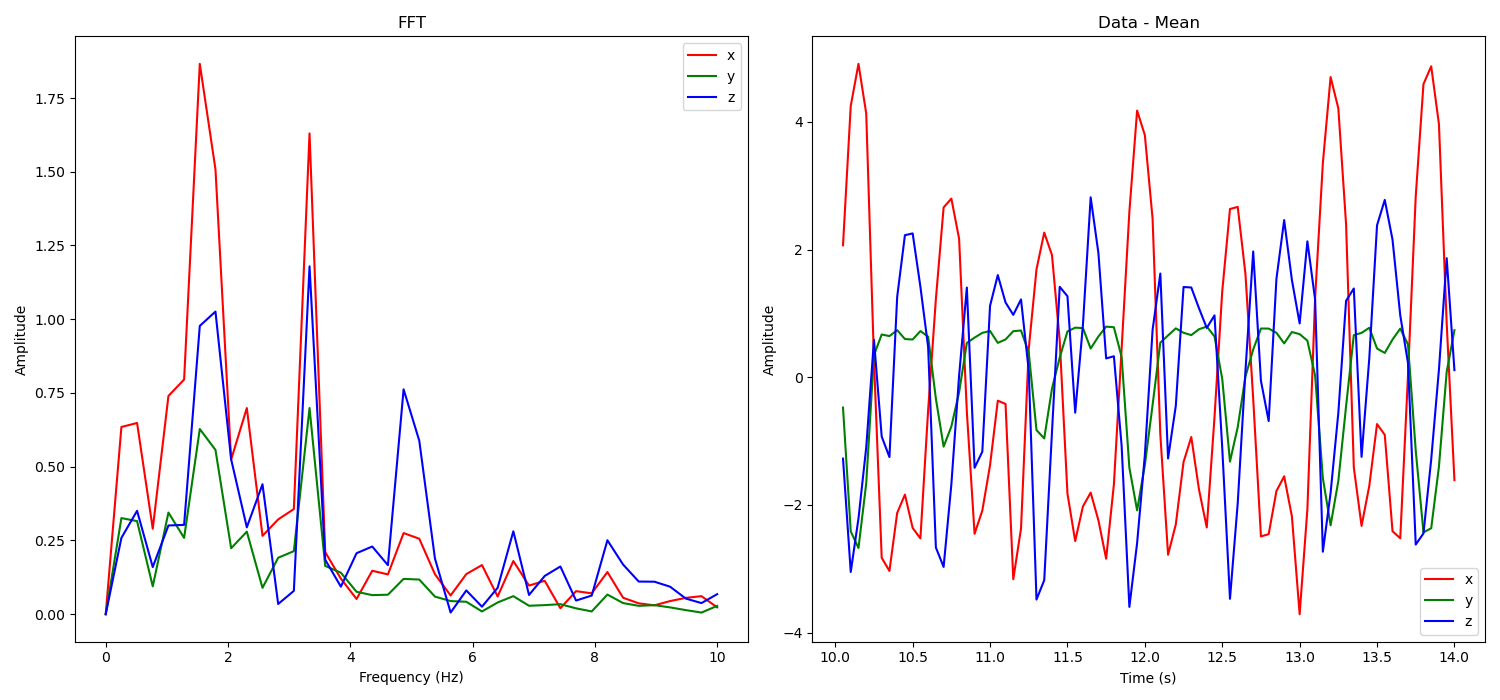 FFT
x
y
z
1.75
1.50
1.25
1.00
0.75
0.50
0.25
0.00
Amplitude
0 2 4 6 8 10
Frequency (Hz)
Data - Mean
4
2
0
−2
−4
Amplitude
x
y
z
10.0 10.5 11.0 11.5 12.0 12.5 13.0 13.5 14.0
Time (s)